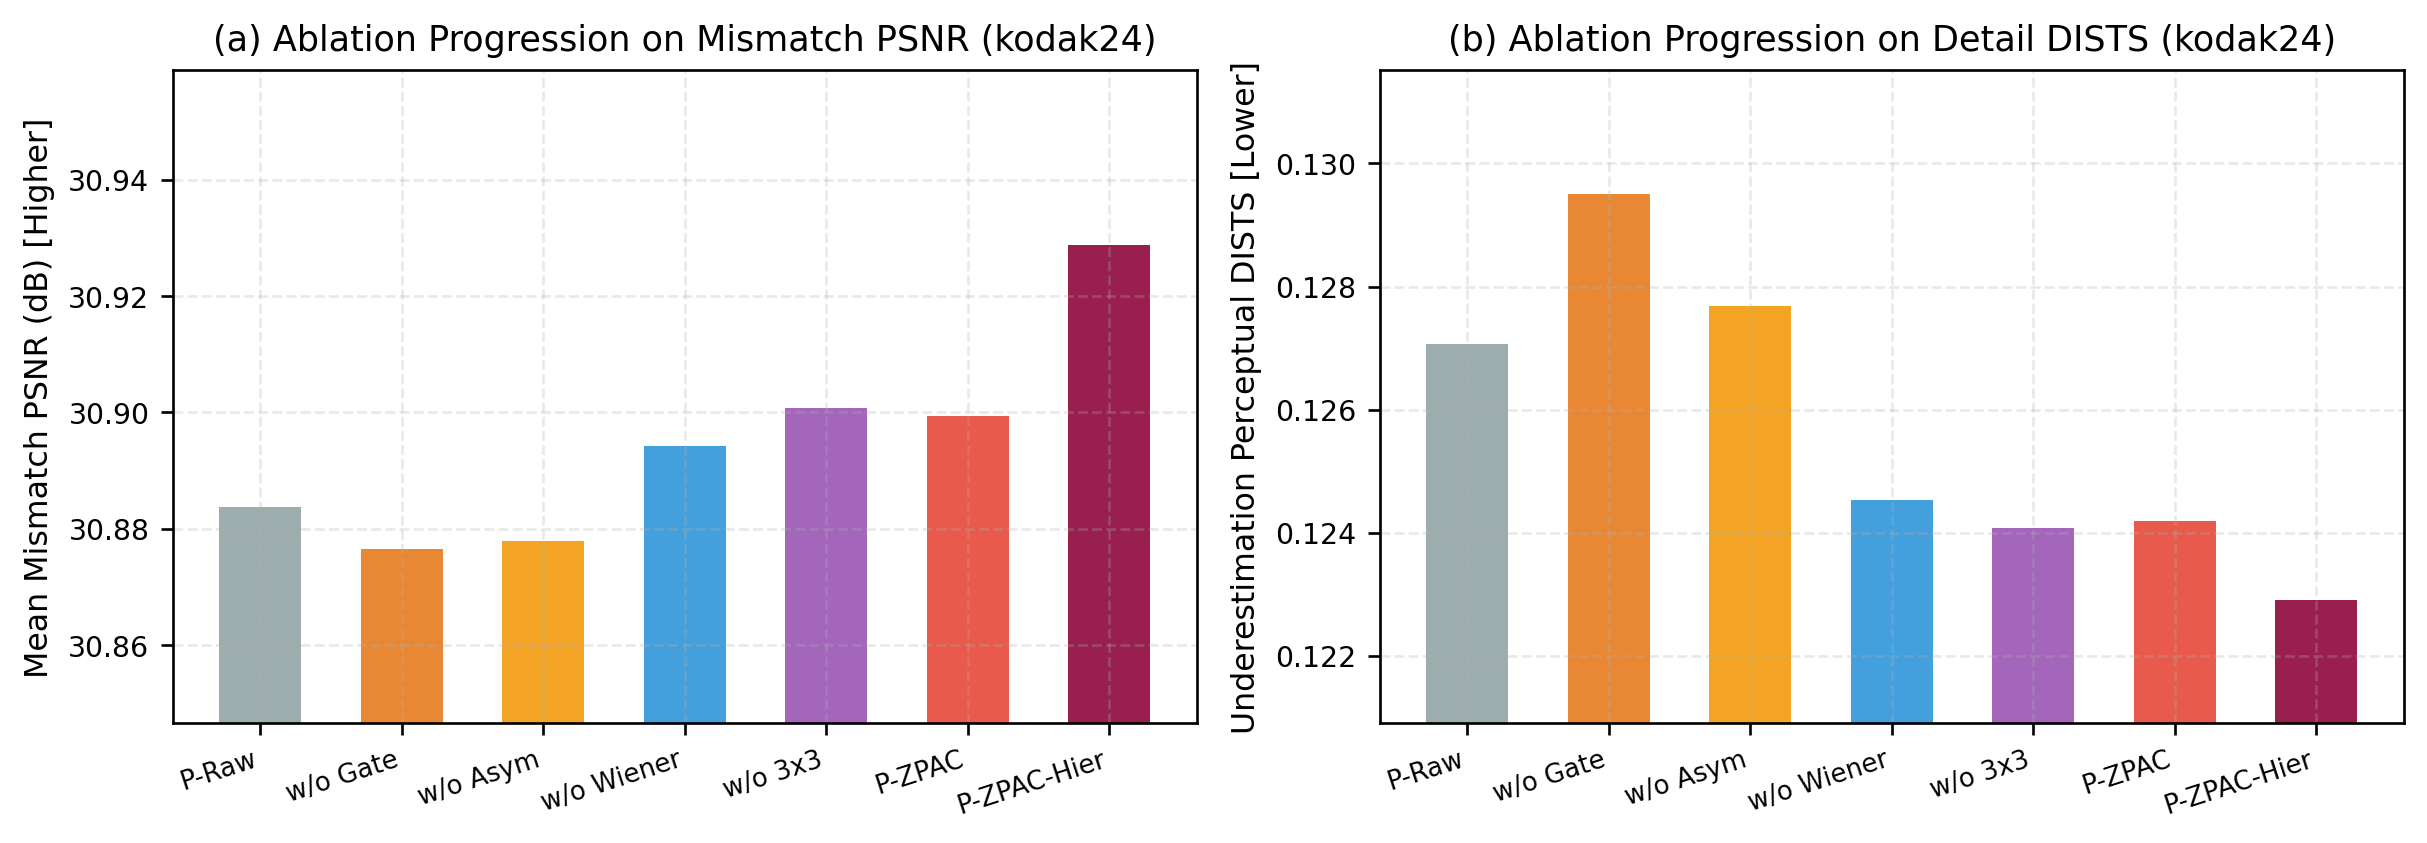 (a) Ablation Progression on Mismatch PSNR (kodak24)
Mean Mismatch PSNR (dB) [Higher]
30.94
30.92
30.90
30.88
30.86
P-Raw
w/o Gate
w/o Asym
w/o Wiener
w/o 3x3
P-ZPAC
P-ZPAC-Hier
(b) Ablation Progression on Detail DISTS (kodak24)
Underestimation Perceptual DISTS [Lower]
0.130
0.128
0.126
0.124
0.122
P-Raw
w/o Gate
w/o Asym
w/o Wiener
w/o 3x3
P-ZPAC
P-ZPAC-Hier